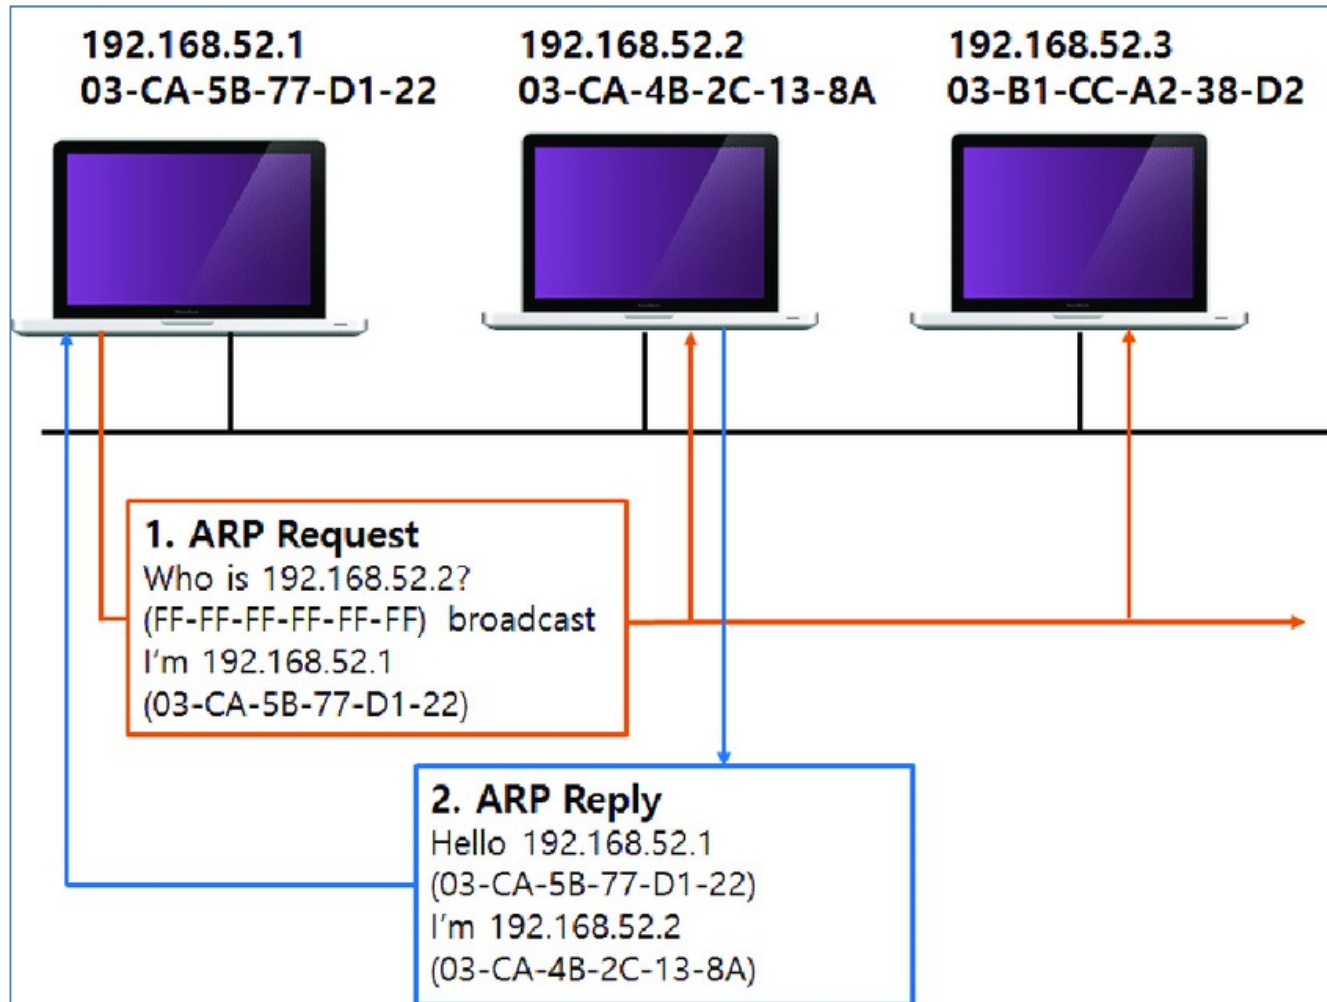 192.168.52.1
03-CA-5B-77-D1-22
192.168.52.2
03-CA-4B-2C-13-8A
192.168.52.3
03-B1-CC-A2-38-D2
1. ARP Request
Who is 192.168.52.2?
(FF-FF-FF-FF-FF-FF) broadcast
I'm 192.168.52.1
(03-CA-5B-77-D1-22)
2. ARP Reply
Hello 192.168.52.1
(03-CA-5B-77-D1-22)
I'm 192.168.52.2
(03-CA-4B-2C-13-8A)